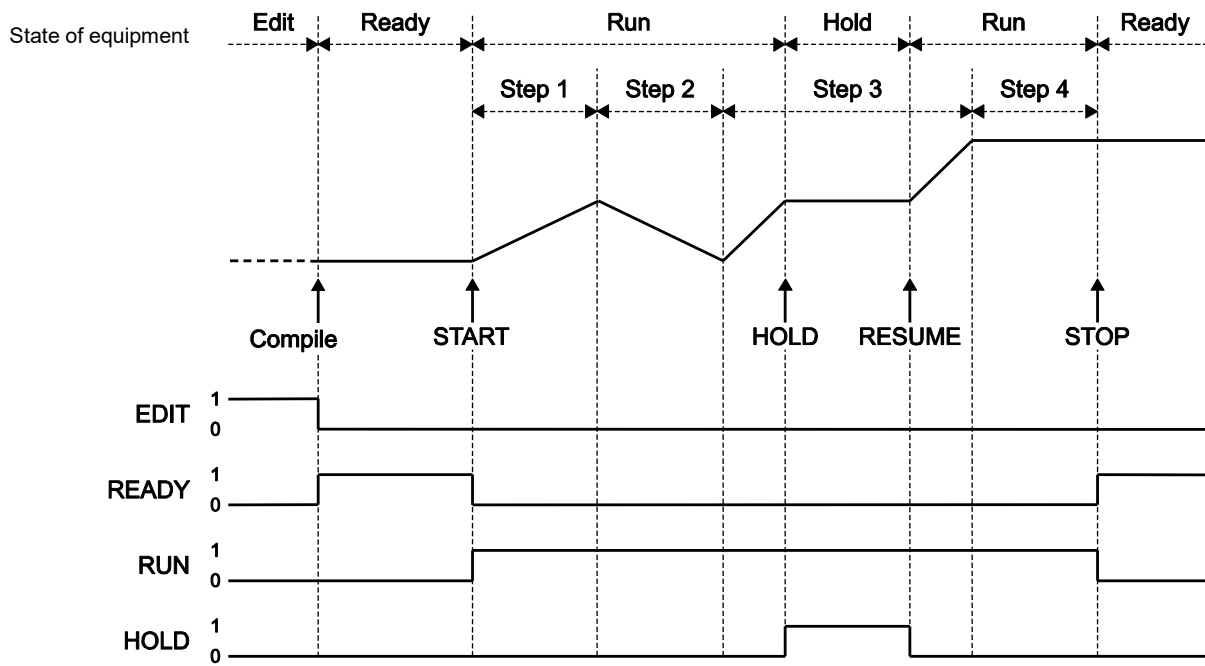 Edit Ready Run Hold Run Ready
State of equipment
Step 1 Step 2 Step 3 Step 4
Compile START HOLD RESUME STOP
1
EDIT
0
1
READY
0
1
RUN
0
1
HOLD
0